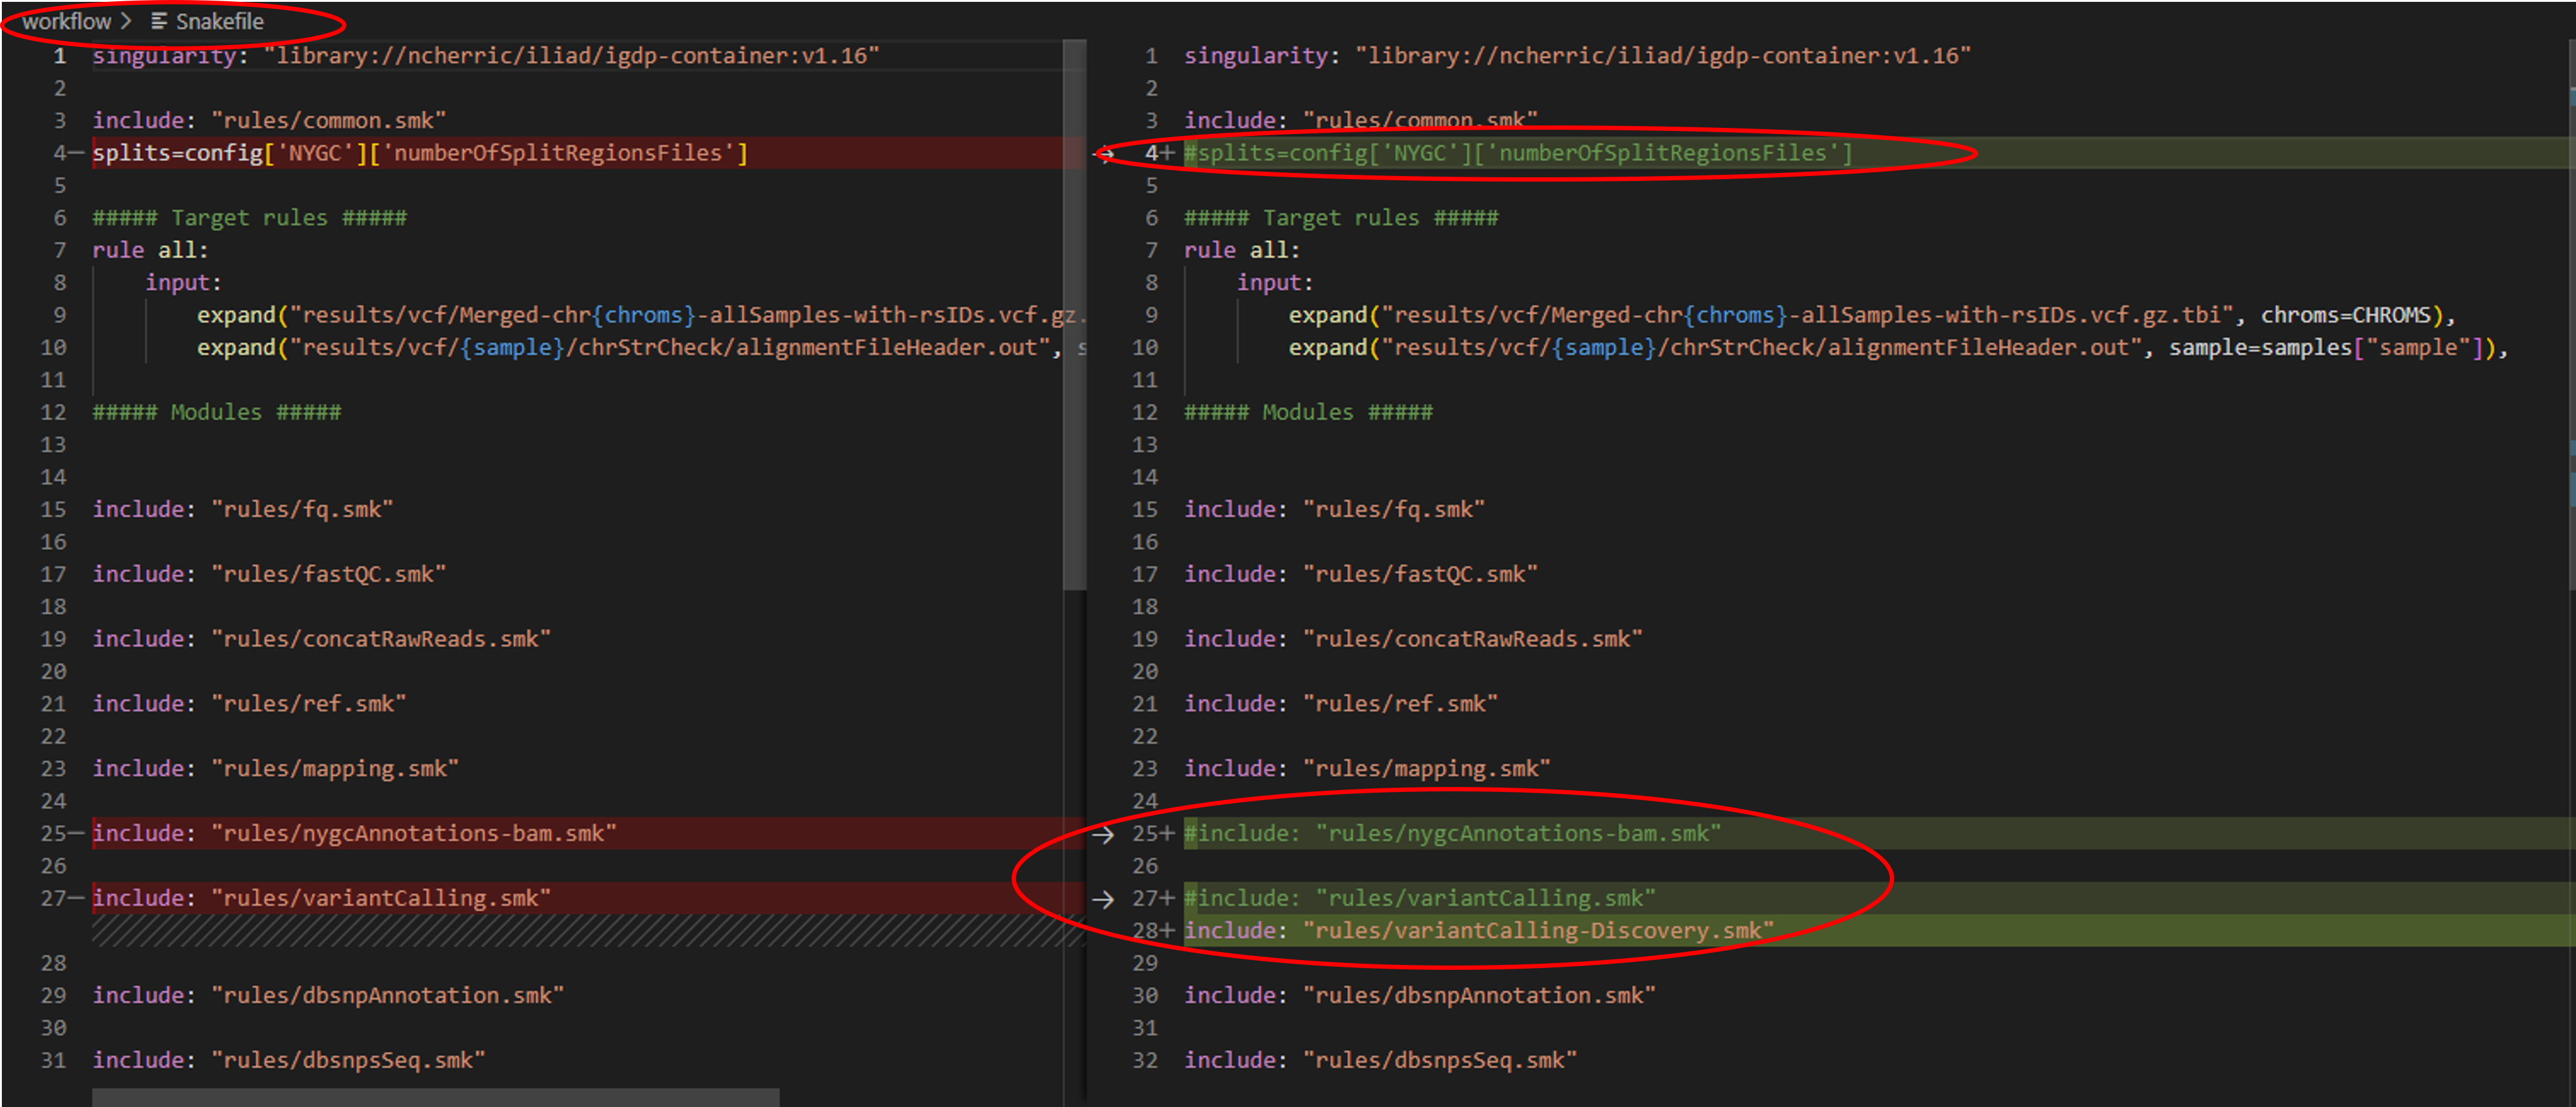 workflow > Snakefile
1 singularity: "library://ncherric/iliad/igdp-container:v1.16"
2
3 include: "rules/common.smk"
4− splits=config['NYGC']['numberOfSplitRegionsFiles']
5
6 ##### Target rules #####
7 rule all:
8 input:
9 expand("results/vcf/Merged-chr{chroms}-allSamples-with-rsIDs.vcf.gz.
10 expand("results/vcf/{sample}/chrStrCheck/alignmentFileHeader.out", s
11
12 ##### Modules #####
13
14
15 include: "rules/fq.smk"
16
17 include: "rules/fastQC.smk"
18
19 include: "rules/concatRawReads.smk"
20
21 include: "rules/ref.smk"
22
23 include: "rules/mapping.smk"
24
25− include: "rules/nygcAnnotations-bam.smk"
26
27− include: "rules/variantCalling.smk"
28
29 include: "rules/dbsnpAnnotation.smk"
30
31 include: "rules/dbsnpsSeq.smk"
1 singularity: "library://ncherric/iliad/igdp-container:v1.16"
2
3 include: "rules/common.smk"
→ 4+ #splits=config['NYGC']['numberOfSplitRegionsFiles']
5
6 ##### Target rules #####
7 rule all:
8 input:
9 expand("results/vcf/Merged-chr{chroms}-allSamples-with-rsIDs.vcf.gz.tbi", chroms=CHROMS),
10 expand("results/vcf/{sample}/chrStrCheck/alignmentFileHeader.out", sample=samples["sample"]),
11
12 ##### Modules #####
13
14
15 include: "rules/fq.smk"
16
17 include: "rules/fastQC.smk"
18
19 include: "rules/concatRawReads.smk"
20
21 include: "rules/ref.smk"
22
23 include: "rules/mapping.smk"
24
→ 25+ #include: "rules/nygcAnnotations-bam.smk"
26
→ 27+ #include: "rules/variantCalling.smk"
28+ include: "rules/variantCalling-Discovery.smk"
29
30 include: "rules/dbsnpAnnotation.smk"
31
32 include: "rules/dbsnpsSeq.smk"